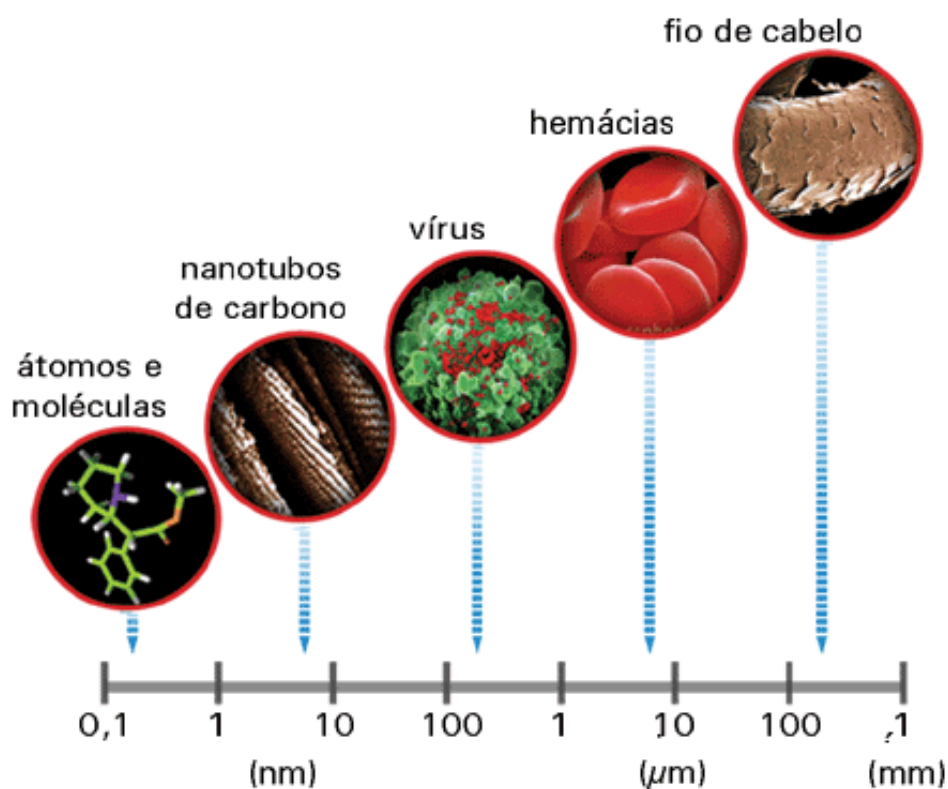 fio de cabelo
hemácias
vírus
nanotubos
de carbono
átomos e
moléculas
0,1 1 10 100 1 10 100 1
(nm) (µm) (mm)